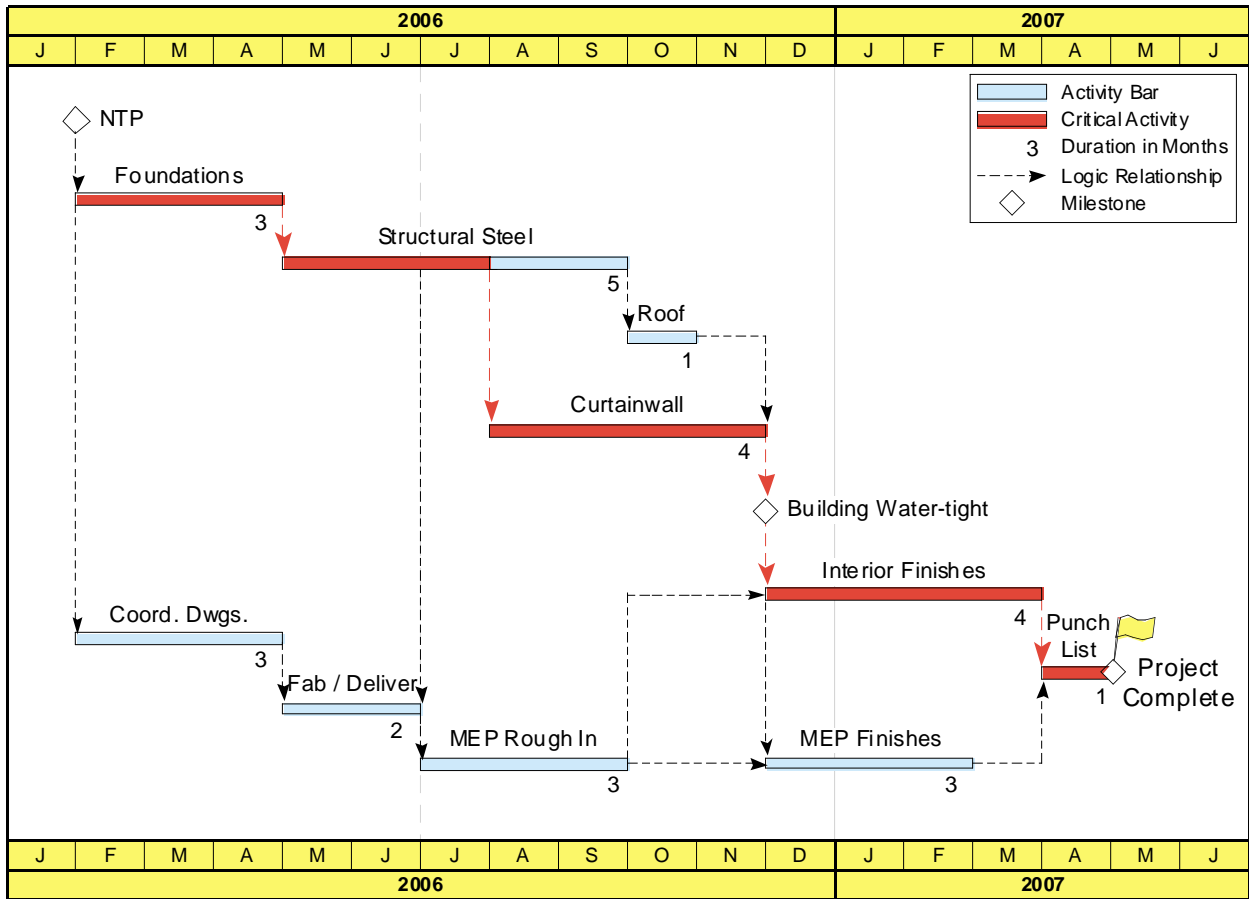 2006 2007
J F M A M J J A S O N D J F M A M J
Activity Bar
Critical Activity
3 Duration in Months
Logic Relationship
Milestone
NTP
Foundations
3
Structural Steel
5
Roof
1
Curtainwall
4
Building Water-tight
Interior Finishes
4
Coord. Dwgs.
3
Punch
List
1
Project
Complete
Fab / Deliver
2
MEP Rough In
3
MEP Finishes
3
J F M A M J J A S O N D J F M A M J
2006 2007